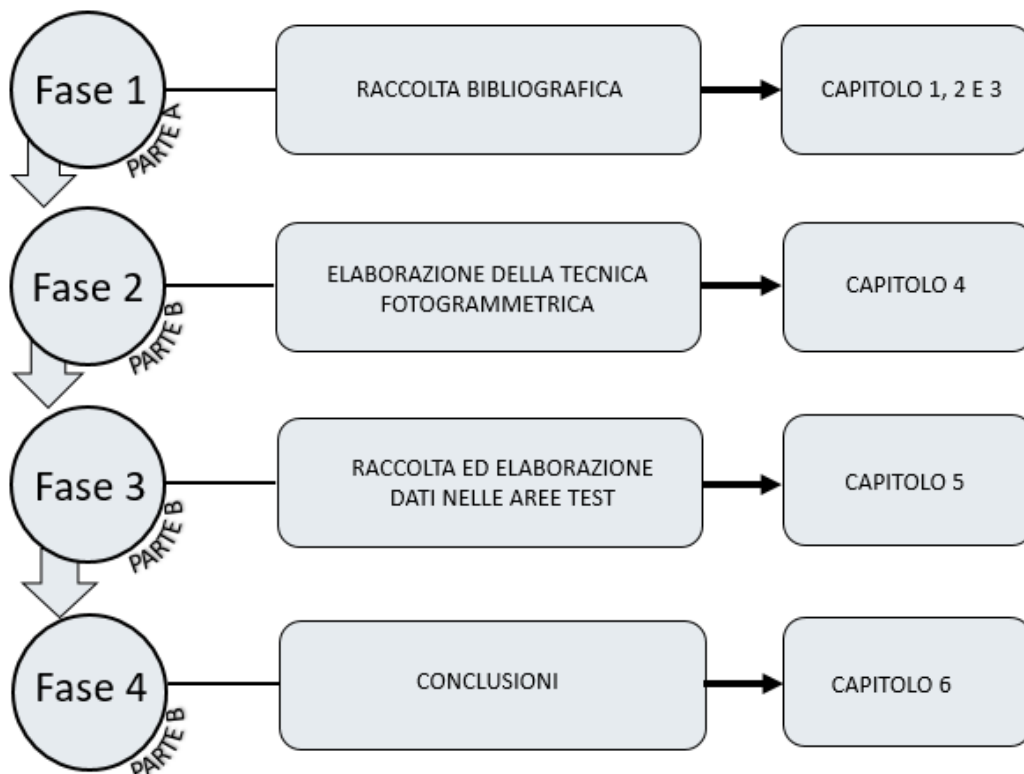 Fase 1
PARTE A
RACCOLTA BIBLIOGRAFICA
CAPITOLO 1, 2 E 3
Fase 2
PARTE B
ELABORAZIONE DELLA TECNICA
FOTOGRAMMETRICA
CAPITOLO 4
Fase 3
PARTE B
RACCOLTA ED ELABORAZIONE
DATI NELLE AREE TEST
CAPITOLO 5
Fase 4
PARTE B
CONCLUSIONI
CAPITOLO 6